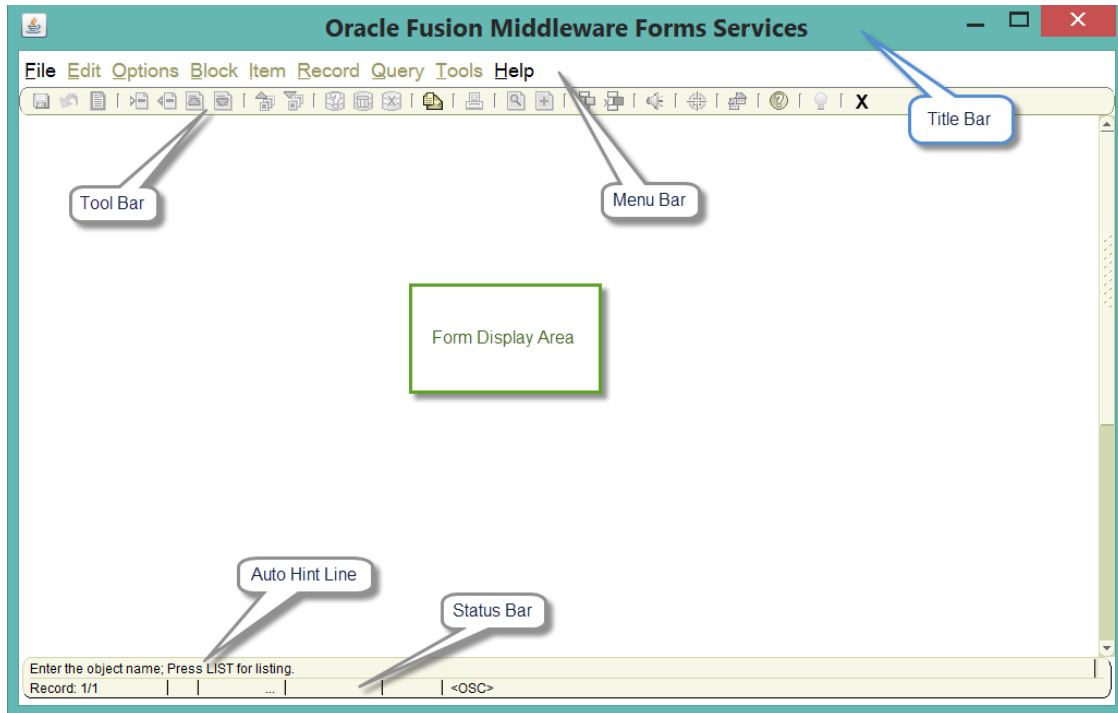 Oracle Fusion Middleware Forms Services
File Edit Options Block Item Record Query Tools Help
X
Title Bar
Tool Bar
Menu Bar
Form Display Area
Auto Hint Line
Status Bar
Enter the object name; Press LIST for listing.
Record: 1/1 ... <OSC>